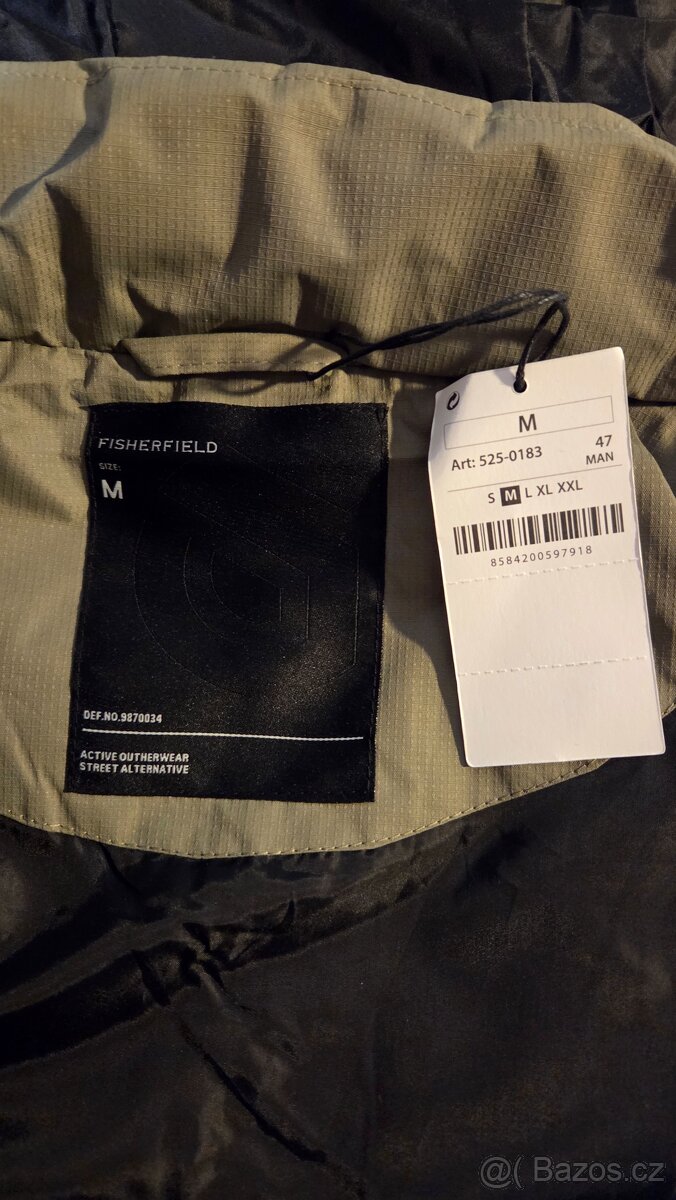 FISHERFIELD
SIZE:
M
DEF.NO.9870034
ACTIVE OUTHERWEAR
STREET ALTERNATIVE
M
Art: 525-0183
47
MAN
S M L XL XXL
8584200597918
@( Bazos.cz